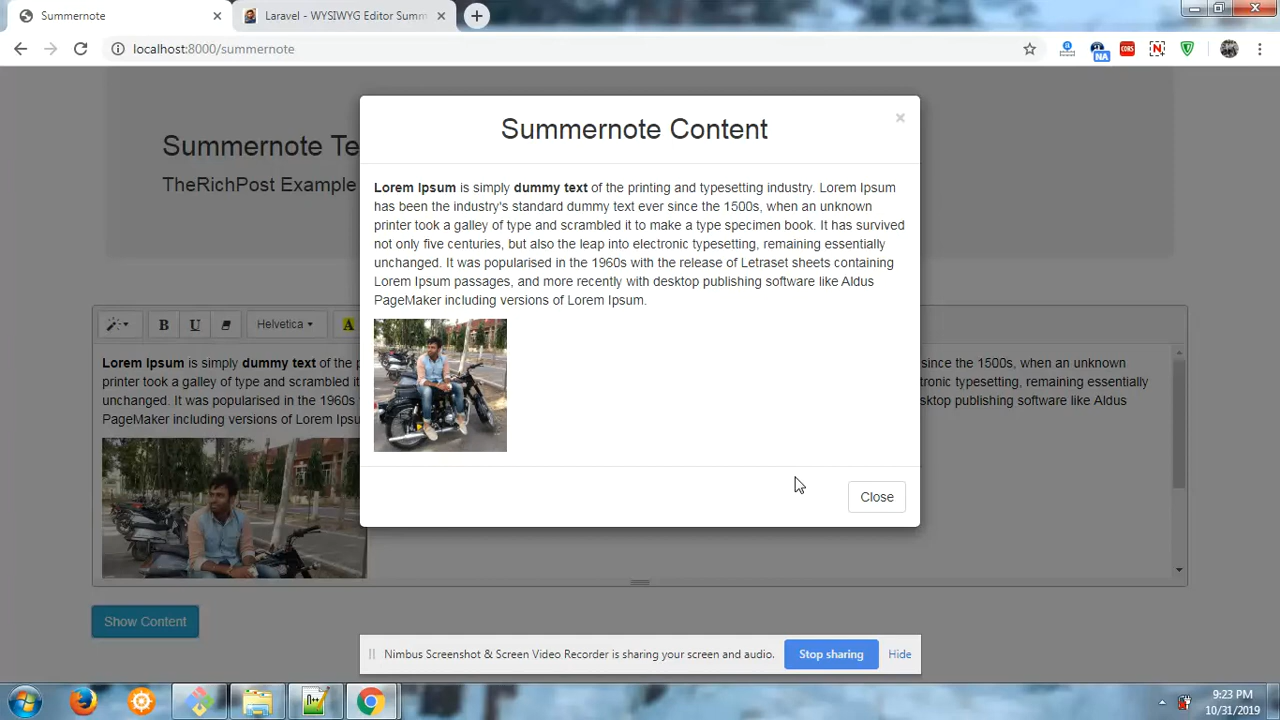 Summernote
Laravel - WYSIWYG Editor Summ
localhost:8000/summernote
NA
CORS
N
Summernote Te
TheRichPost Example
Summernote Content
×
Lorem Ipsum is simply dummy text of the printing and typesetting industry. Lorem Ipsum
has been the industry's standard dummy text ever since the 1500s, when an unknown
printer took a galley of type and scrambled it to make a type specimen book. It has survived
not only five centuries, but also the leap into electronic typesetting, remaining essentially
unchanged. It was popularised in the 1960s with the release of Letraset sheets containing
Lorem Ipsum passages, and more recently with desktop publishing software like Aldus
PageMaker including versions of Lorem Ipsum.
Close
B U Helvetica A
Lorem Ipsum is simply dummy text of the p since the 1500s, when an unknown
printer took a galley of type and scrambled it tronic typesetting, remaining essentially
unchanged. It was popularised in the 1960s sktop publishing software like Aldus
PageMaker including versions of Lorem Ipsu
Show Content
Nimbus Screenshot & Screen Video Recorder is sharing your screen and audio. Stop sharing Hide
9:23 PM
10/31/2019